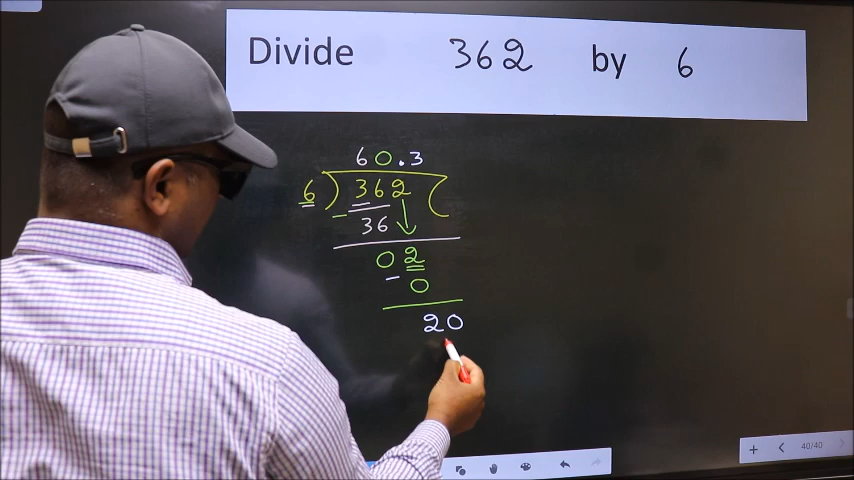 Divide 362 by 6
60.3
6 ) 362 (
- 36 ↓
02
- 0
20
+ < 40/40 >